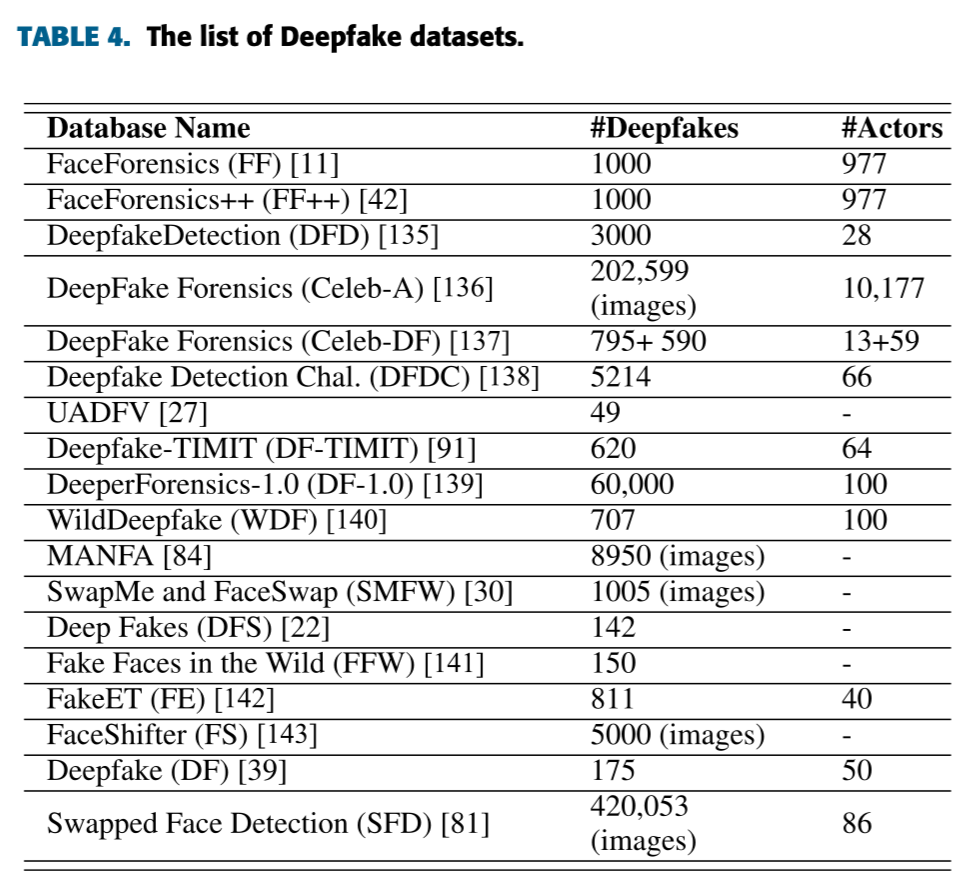 TABLE 4. The list of Deepfake datasets.
Database Name #Deepfakes #Actors
FaceForensics (FF) [11] 1000 977
FaceForensics++ (FF++) [42] 1000 977
DeepfakeDetection (DFD) [135] 3000 28
DeepFake Forensics (Celeb-A) [136] 202,599 (images) 10,177
DeepFake Forensics (Celeb-DF) [137] 795+ 590 13+59
Deepfake Detection Chal. (DFDC) [138] 5214 66
UADFV [27] 49 -
Deepfake-TIMIT (DF-TIMIT) [91] 620 64
DeeperForensics-1.0 (DF-1.0) [139] 60,000 100
WildDeepfake (WDF) [140] 707 100
MANFA [84] 8950 (images) -
SwapMe and FaceSwap (SMFW) [30] 1005 (images) -
Deep Fakes (DFS) [22] 142 -
Fake Faces in the Wild (FFW) [141] 150 -
FakeET (FE) [142] 811 40
FaceShifter (FS) [143] 5000 (images) -
Deepfake (DF) [39] 175 50
Swapped Face Detection (SFD) [81] 420,053 (images) 86